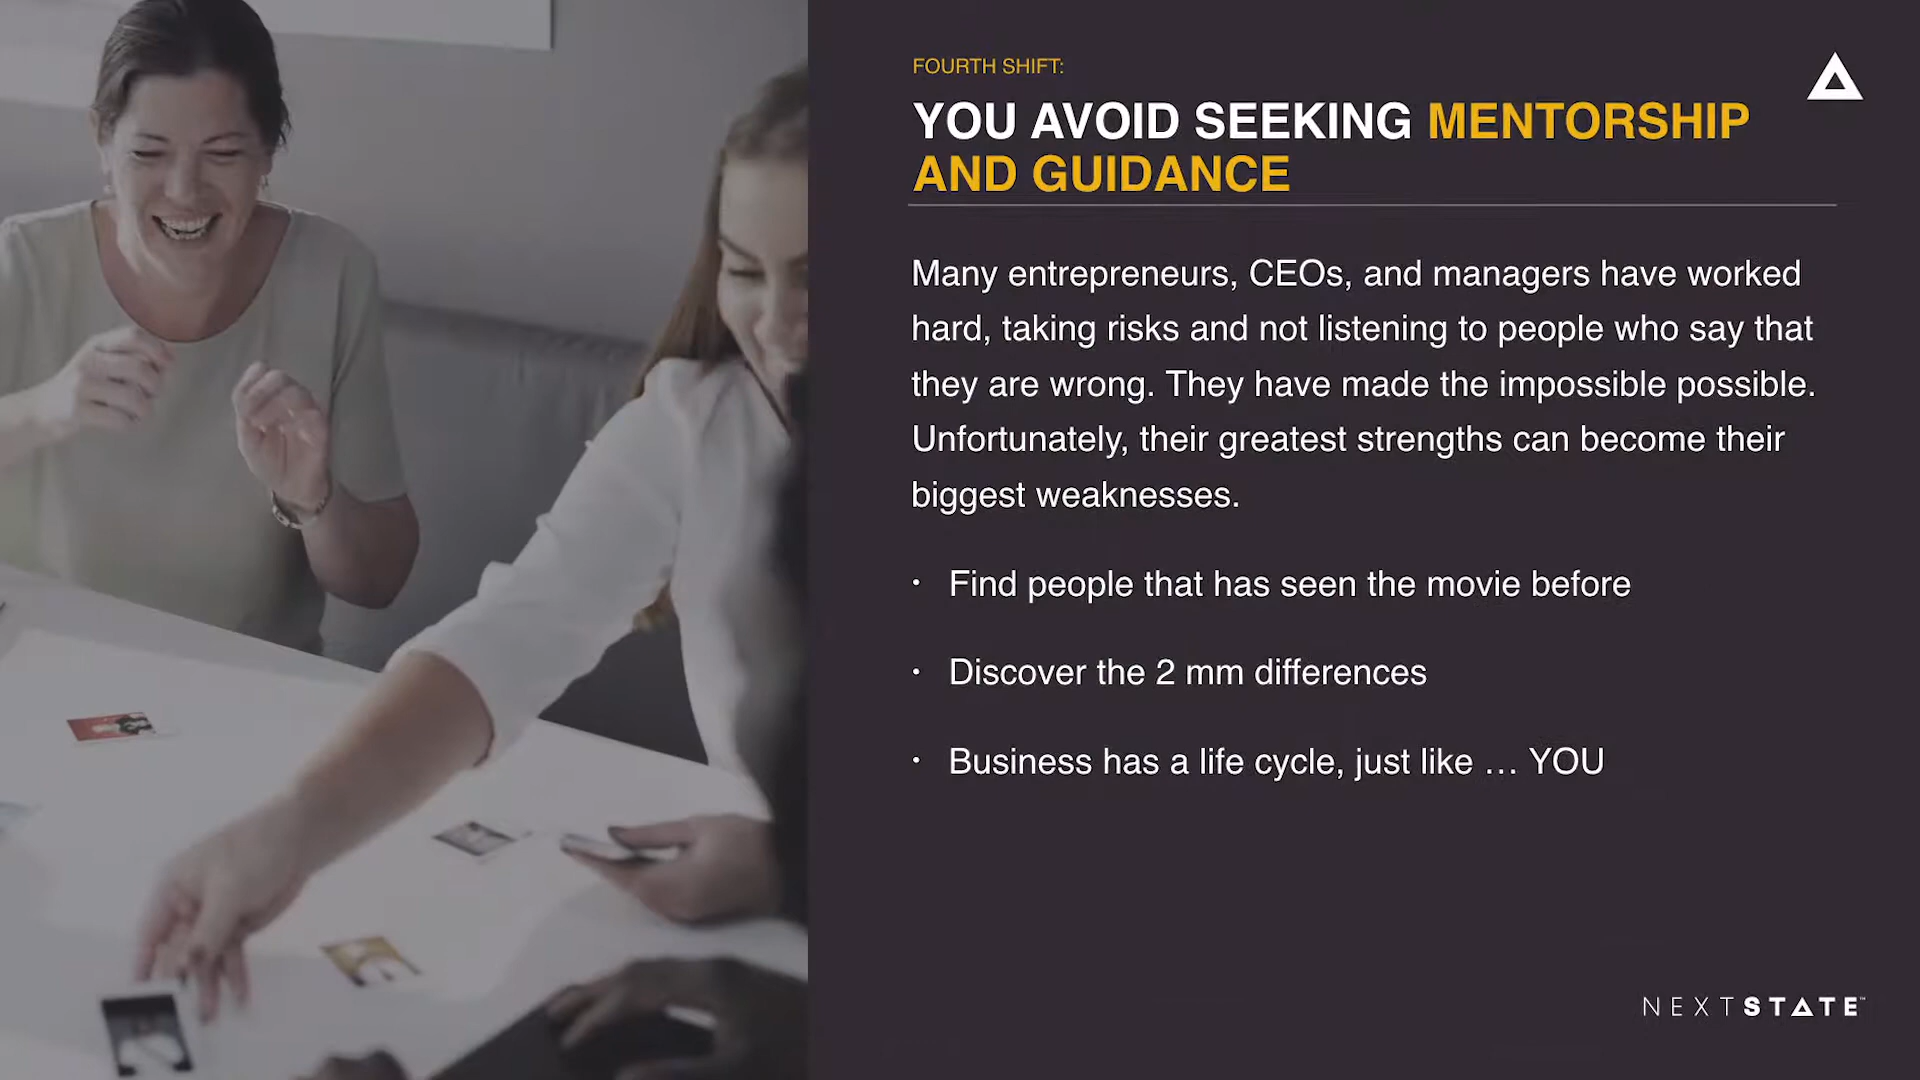 FOURTH SHIFT:
YOU AVOID SEEKING MENTORSHIP
AND GUIDANCE
Many entrepreneurs, CEOs, and managers have worked
hard, taking risks and not listening to people who say that
they are wrong. They have made the impossible possible.
Unfortunately, their greatest strengths can become their
biggest weaknesses.
· Find people that has seen the movie before
· Discover the 2 mm differences
· Business has a life cycle, just like … YOU
NEXTSTATE™